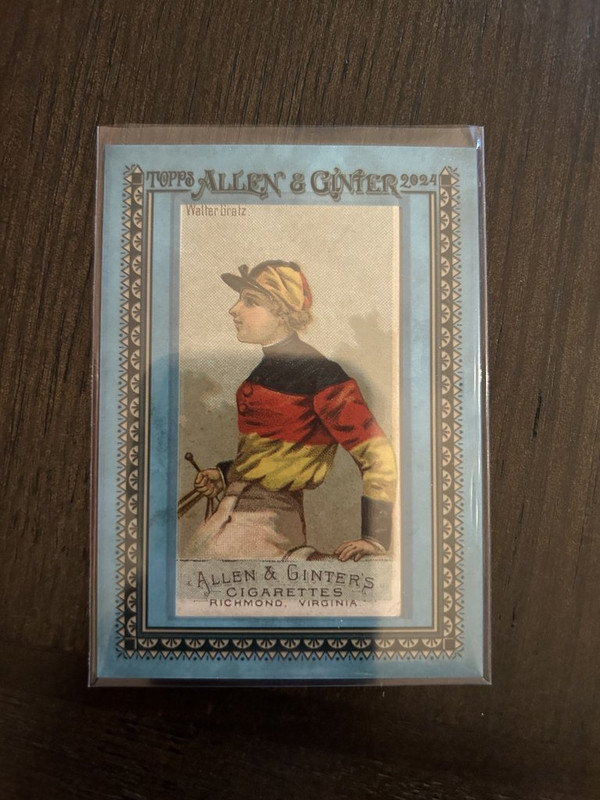 TOPPS ALLEN & GINTER 2024
Walter Gratz.
ALLEN & GINTER'S
CIGARETTES
RICHMOND, VIRGINIA.